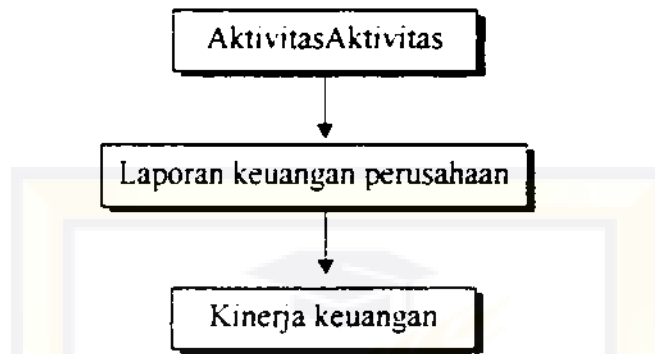 AktivitasAktivitas
Laporan keuangan perusahaan
Kinerja keuangan